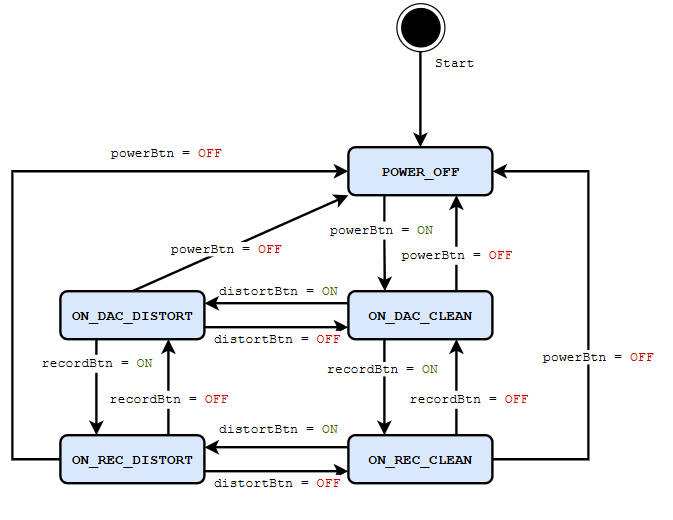 Start
powerBtn = OFF
POWER_OFF
powerBtn = ON
powerBtn = OFF
powerBtn = OFF
distortBtn = ON
ON_DAC_DISTORT
ON_DAC_CLEAN
distortBtn = OFF
powerBtn = OFF
recordBtn = ON
recordBtn = ON
recordBtn = OFF
recordBtn = OFF
distortBtn = ON
ON_REC_DISTORT
ON_REC_CLEAN
distortBtn = OFF